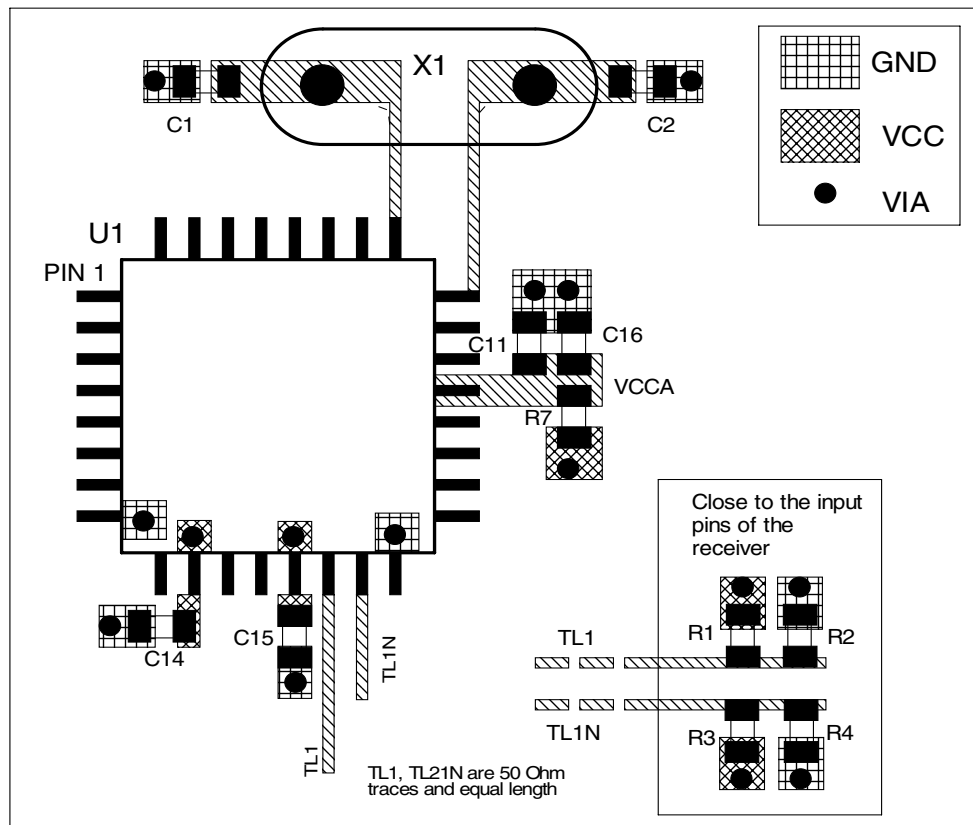 X1
C1
C2
GND
VCC
VIA
U1
PIN 1
C11
C16
VCCA
R7
Close to the input
pins of the
receiver
R1
R2
TL1
TL1N
R3
R4
C14
C15
TL1
TL1N
TL1, TL21N are 50 Ohm
traces and equal length